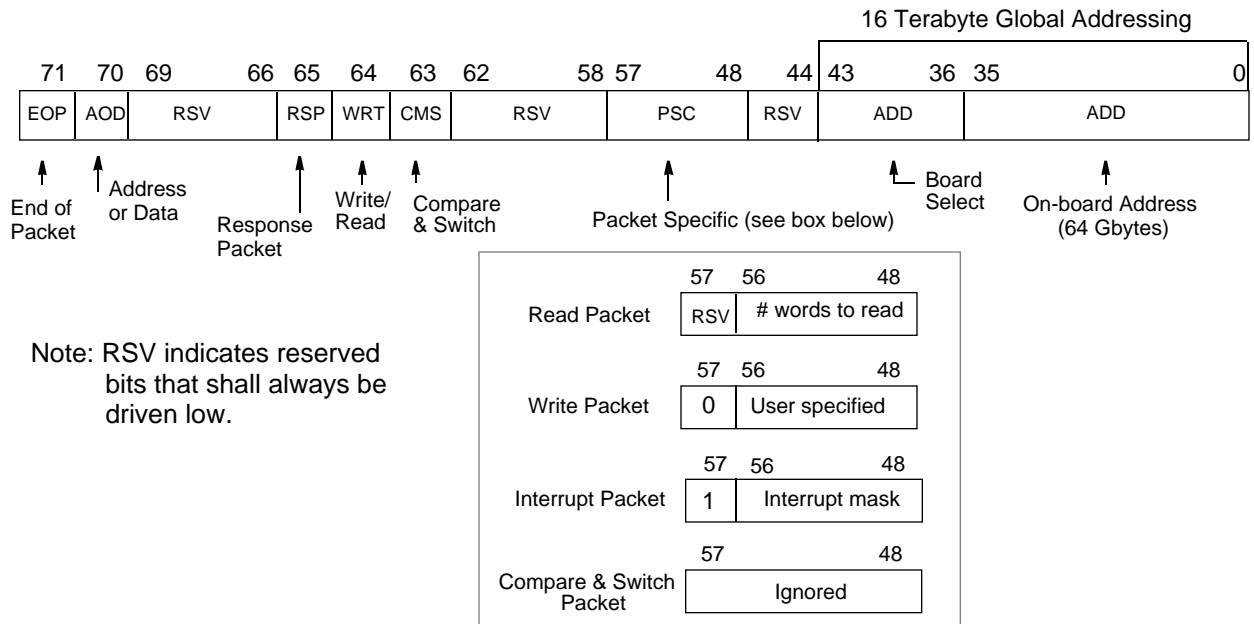 16 Terabyte Global Addressing
71 70 69 66 65 64 63 62 58 57 48 44 43 36 35 0
EOP AOD RSV RSP WRT CMS RSV PSC RSV ADD ADD
End of
Packet
Address
or Data
Response
Packet
Write/
Read
Compare
& Switch
Packet Specific (see box below)
Board
Select
On-board Address
(64 Gbytes)
Note: RSV indicates reserved
bits that shall always be
driven low.
57 56 48
Read Packet RSV # words to read
57 56 48
Write Packet 0 User specified
57 56 48
Interrupt Packet 1 Interrupt mask
57 48
Compare & Switch
Packet
Ignored